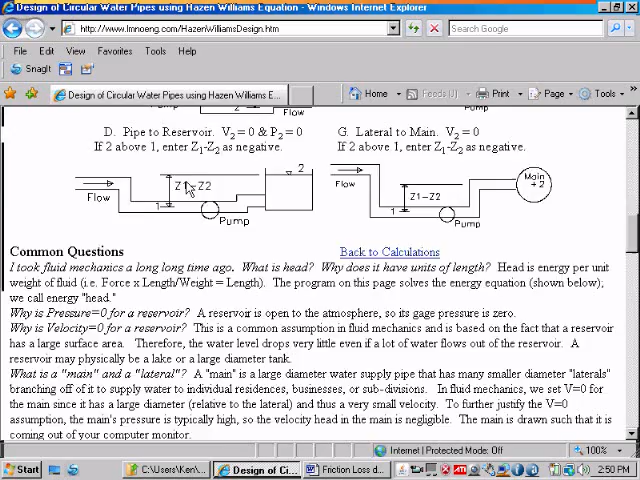 Design of Circular Water Pipes using Hazen Williams Equation - Windows Internet Explorer
http://www.lmnoeng.com/HazenWilliamsDesign.htm
Search Google
File Edit View Favorites Tools Help
SnagIt
Design of Circular Water Pipes using Hazen Williams E...
Home Feeds (J) Print Page Tools
2 Flow
Pump
D. Pipe to Reservoir. V2 = 0 & P2 = 0
If 2 above 1, enter Z1-Z2 as negative.
G. Lateral to Main. V2 = 0
If 2 above 1, enter Z1-Z2 as negative.
Flow
Z1-Z2
1
2
Pump
Flow
Z1-Z2
1
Main
+ 2
Pump
Common Questions
Back to Calculations
I took fluid mechanics a long long time ago. What is head? Why does it have units of length? Head is energy per unit
weight of fluid (i.e. Force x Length/Weight = Length). The program on this page solves the energy equation (shown below);
we call energy "head."
Why is Pressure=0 for a reservoir? A reservoir is open to the atmosphere, so its gage pressure is zero.
Why is Velocity=0 for a reservoir? This is a common assumption in fluid mechanics and is based on the fact that a reservoir
has a large surface area. Therefore, the water level drops very little even if a lot of water flows out of the reservoir. A
reservoir may physically be a lake or a large diameter tank.
What is a "main" and a "lateral"? A "main" is a large diameter water supply pipe that has many smaller diameter "laterals"
branching off of it to supply water to individual residences, businesses, or sub-divisions. In fluid mechanics, we set V=0 for
the main since it has a large diameter (relative to the lateral) and thus a very small velocity. To further justify the V=0
assumption, the main's pressure is typically high, so the velocity head in the main is negligible. The main is drawn such that it is
coming out of your computer monitor.
Internet | Protected Mode: Off
100%
Start
C:\Users\Ken\...
Design of Ci...
Friction Loss d...
2:50 PM